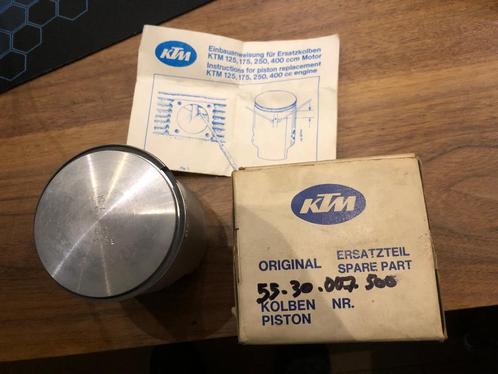 KTM
Einbauanweisung für Ersatzkolben
KTM 125, 175, 250, 400 ccm Motor
Instructions for piston replacement
KTM 125, 175, 250, 400 cc engine
KTM
ORIGINAL ERSATZTEIL
SPARE PART
55-30.007.500
KOLBEN NR.
PISTON